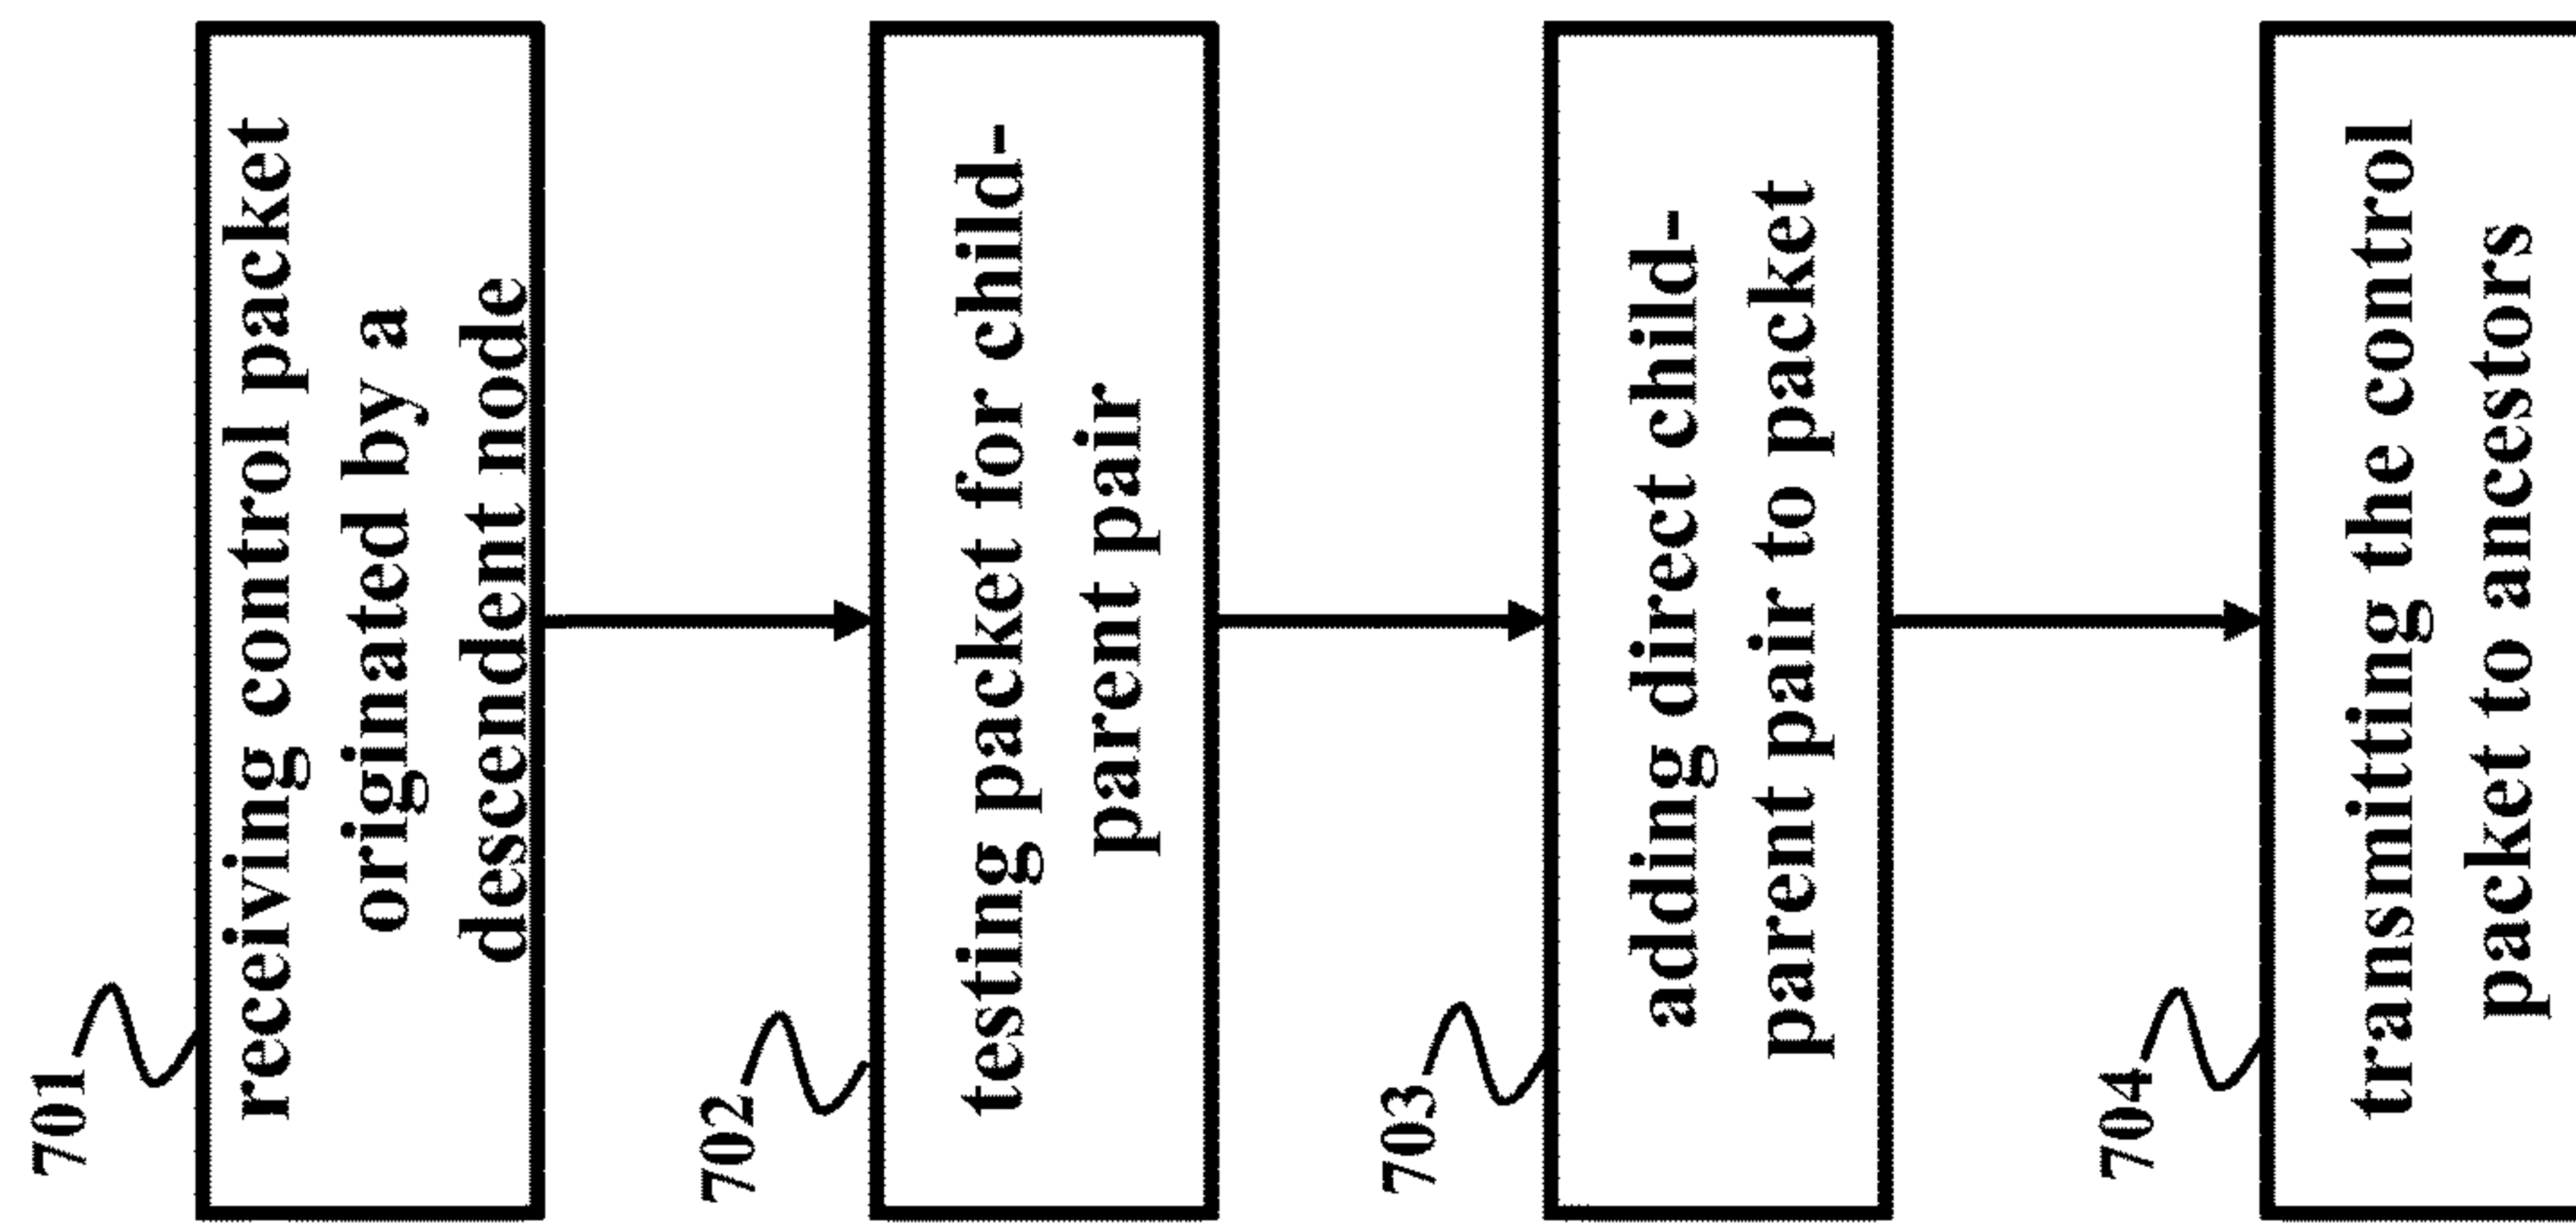 701
receiving control packet
originated by a
descendent node
702
testing packet for child-
parent pair
703
adding direct child-
parent pair to packet
704
transmitting the control
packet to ancestors